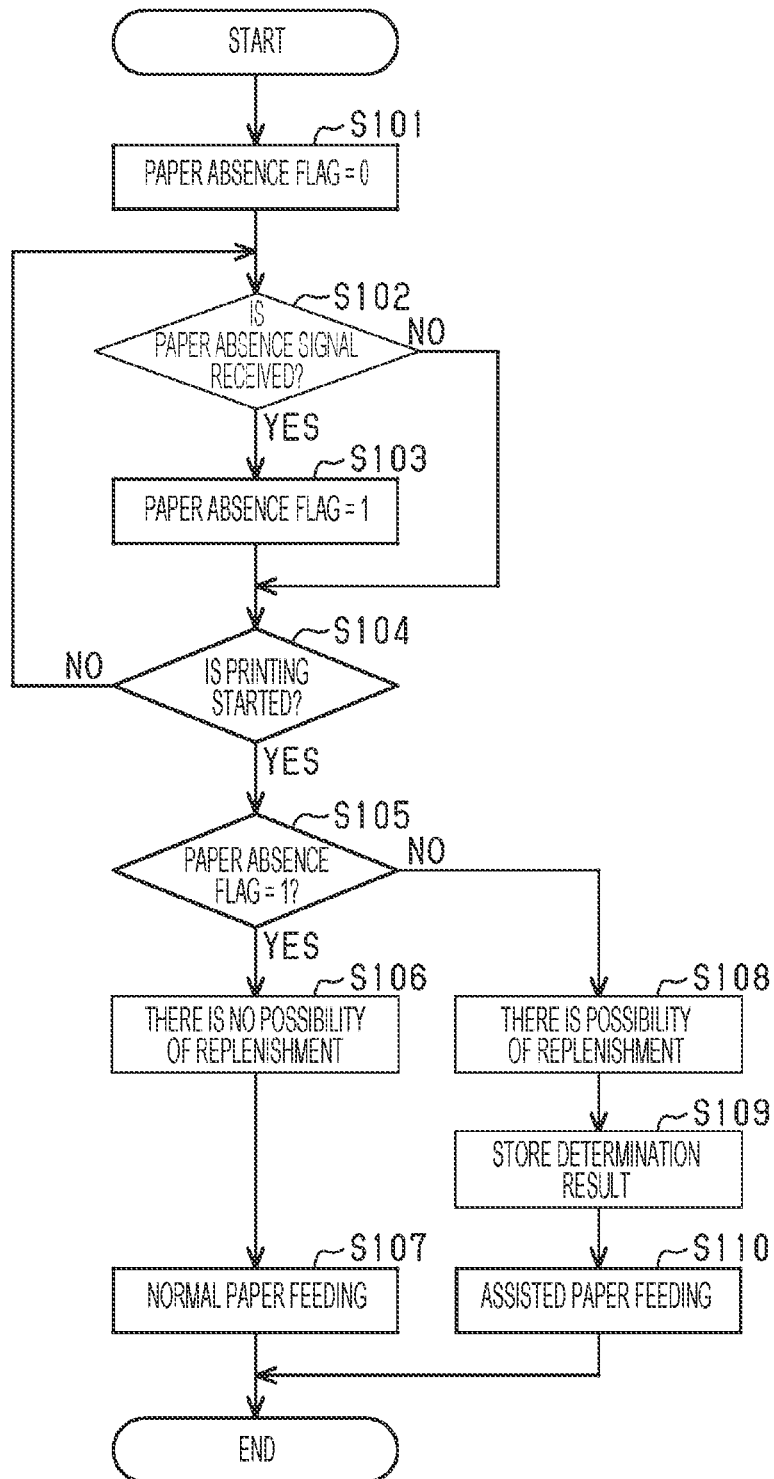 START
S101
PAPER ABSENCE FLAG = 0
S102
IS
PAPER ABSENCE SIGNAL
RECEIVED?
NO
YES
S103
PAPER ABSENCE FLAG = 1
S104
NO
IS PRINTING
STARTED?
YES
S105
PAPER ABSENCE
FLAG = 1?
NO
YES
S106
THERE IS NO POSSIBILITY
OF REPLENISHMENT
S108
THERE IS POSSIBILITY
OF REPLENISHMENT
S109
STORE DETERMINATION
RESULT
S107
NORMAL PAPER FEEDING
S110
ASSISTED PAPER FEEDING
END